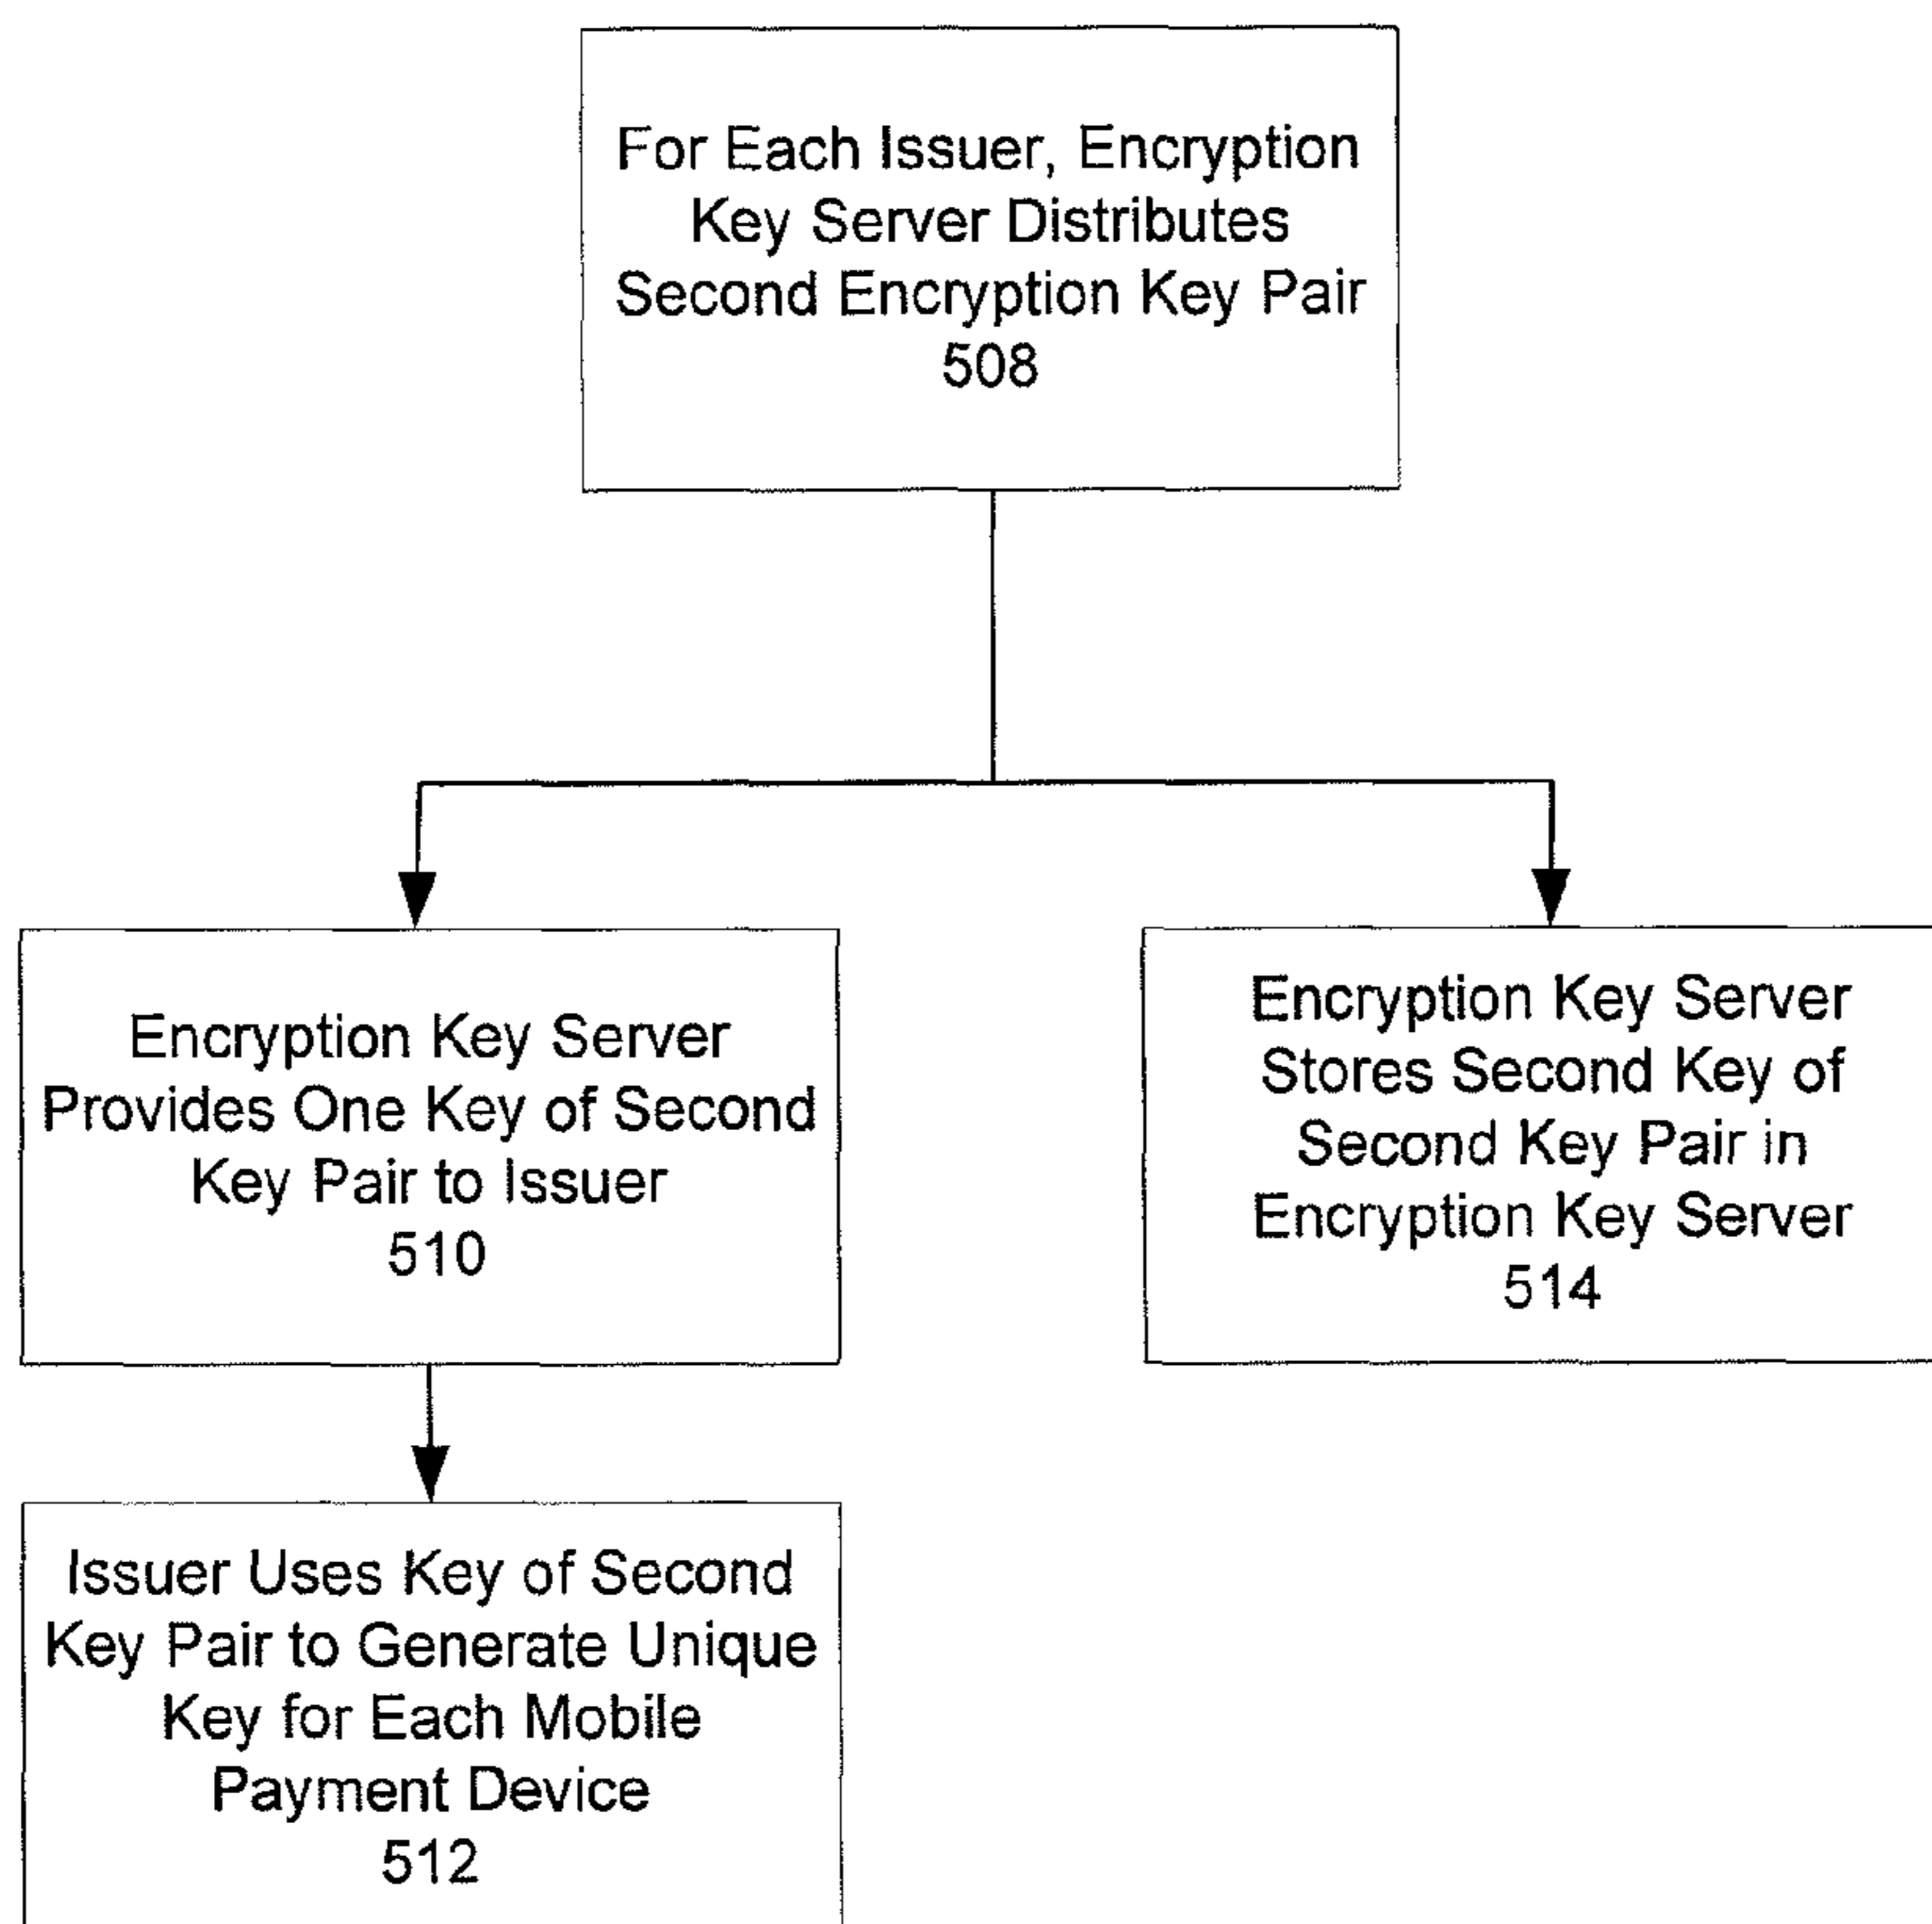 For Each Issuer, Encryption
Key Server Distributes
Second Encryption Key Pair
508
Encryption Key Server
Provides One Key of Second
Key Pair to Issuer
510
Encryption Key Server
Stores Second Key of
Second Key Pair in
Encryption Key Server
514
Issuer Uses Key of Second
Key Pair to Generate Unique
Key for Each Mobile
Payment Device
512